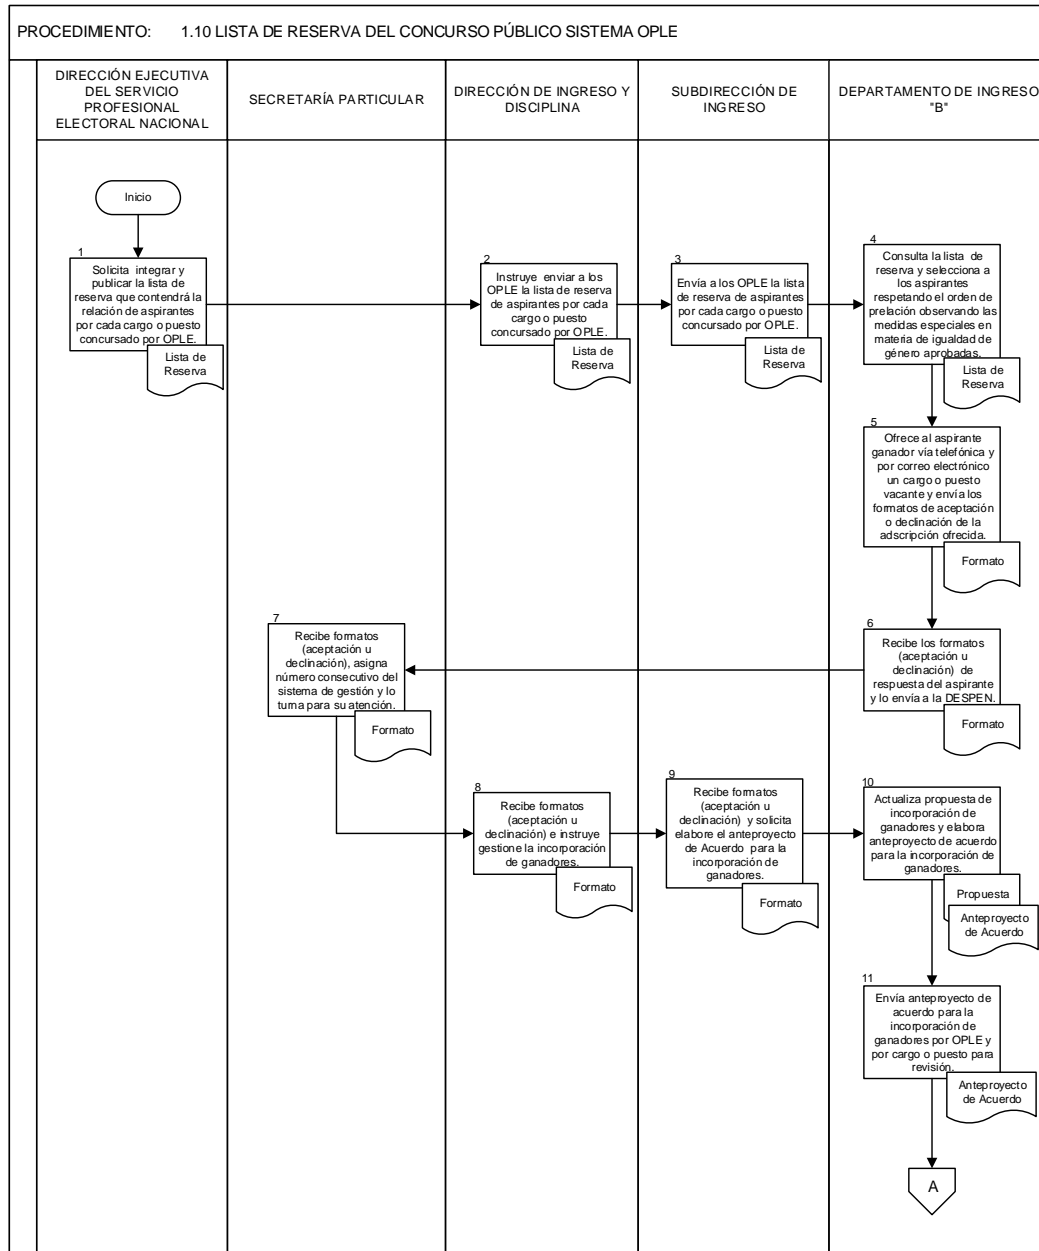 PROCEDIMIENTO: 1.10 LISTA DE RESERVA DEL CONCURSO PÚBLICO SISTEMA OPLE
DIRECCIÓN EJECUTIVA
DEL SERVICIO
PROFESIONAL
ELECTORAL NACIONAL
SECRETARÍA PARTICULAR
DIRECCIÓN DE INGRESO Y
DISCIPLINA
SUBDIRECCIÓN DE
INGRESO
DEPARTAMENTO DE INGRESO
"B"
Inicio
1
Solicita integrar y
publicar la lista de
reserva que contendrá la
relación de aspirantes
por cada cargo o puesto
concursado por OPLE.
Lista de
Reserva
2
Instruye enviar a los
OPLE la lista de reserva
de aspirantes por cada
cargo o puesto
concursado por OPLE.
Lista de
Reserva
3
Envía a los OPLE la lista
de reserva de aspirantes
por cada cargo o puesto
concursado por OPLE.
Lista de
Reserva
4
Consulta la lista de
reserva y selecciona a
los aspirantes
respetando el orden de
prelación observando las
medidas especiales en
materia de igualdad de
género aprobadas.
Lista de
Reserva
5
Ofrece al aspirante
ganador vía telefónica y
por correo electrónico
un cargo o puesto
vacante y envía los
formatos de aceptación
o declinación de la
adscripción ofrecida.
Formato
6
Recibe los formatos
(aceptación u
declinación) de
respuesta del aspirante
y lo envía a la DESPEN.
Formato
7
Recibe formatos
(aceptación u
declinación), asigna
número consecutivo del
sistema de gestión y lo
turna para su atención.
Formato
8
Recibe formatos
(aceptación u
declinación) e instruye
gestione la incorporación
de ganadores.
Formato
9
Recibe formatos
(aceptación u
declinación) y solicita
elabore el anteproyecto
de Acuerdo para la
incorporación de
ganadores.
Formato
10
Actualiza propuesta de
incorporación de
ganadores y elabora
anteproyecto de acuerdo
para la incorporación de
ganadores.
Propuesta
Anteproyecto
de Acuerdo
11
Envía anteproyecto de
acuerdo para la
incorporación de
ganadores por OPLE y
por cargo o puesto para
revisión.
Anteproyecto
de Acuerdo
A